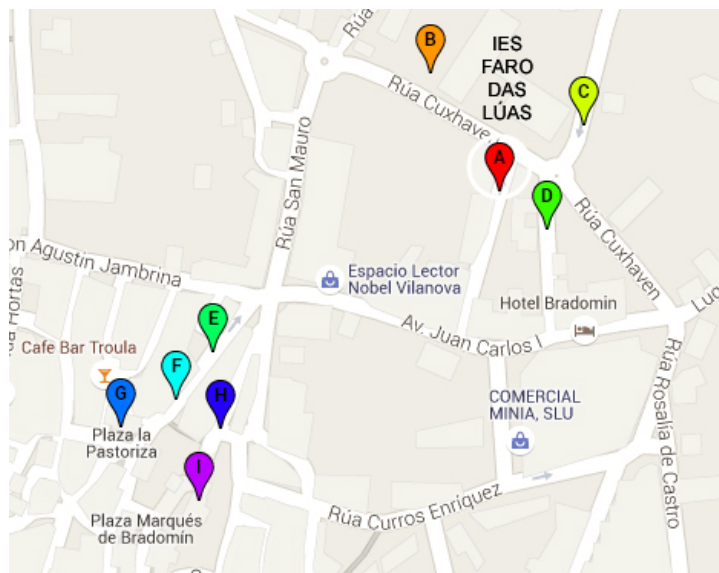 B
IES
FARO
DAS
LÚAS
C
Rúa Cuxhaven
A
D
Rúa San Mauro
Rúa Cuxhaven
on Agustín Jambrina
Espacio Lector
Nobel Vilanova
Hotel Bradomin
Av. Juan Carlos I
E
Cafe Bar Troula
F
G
H
COMERCIAL
MINIA, SLU
Plaza la
Pastoriza
I
Rúa Rosalía de Castro
Plaza Marqués
de Bradomín
Rúa Curros Enríquez